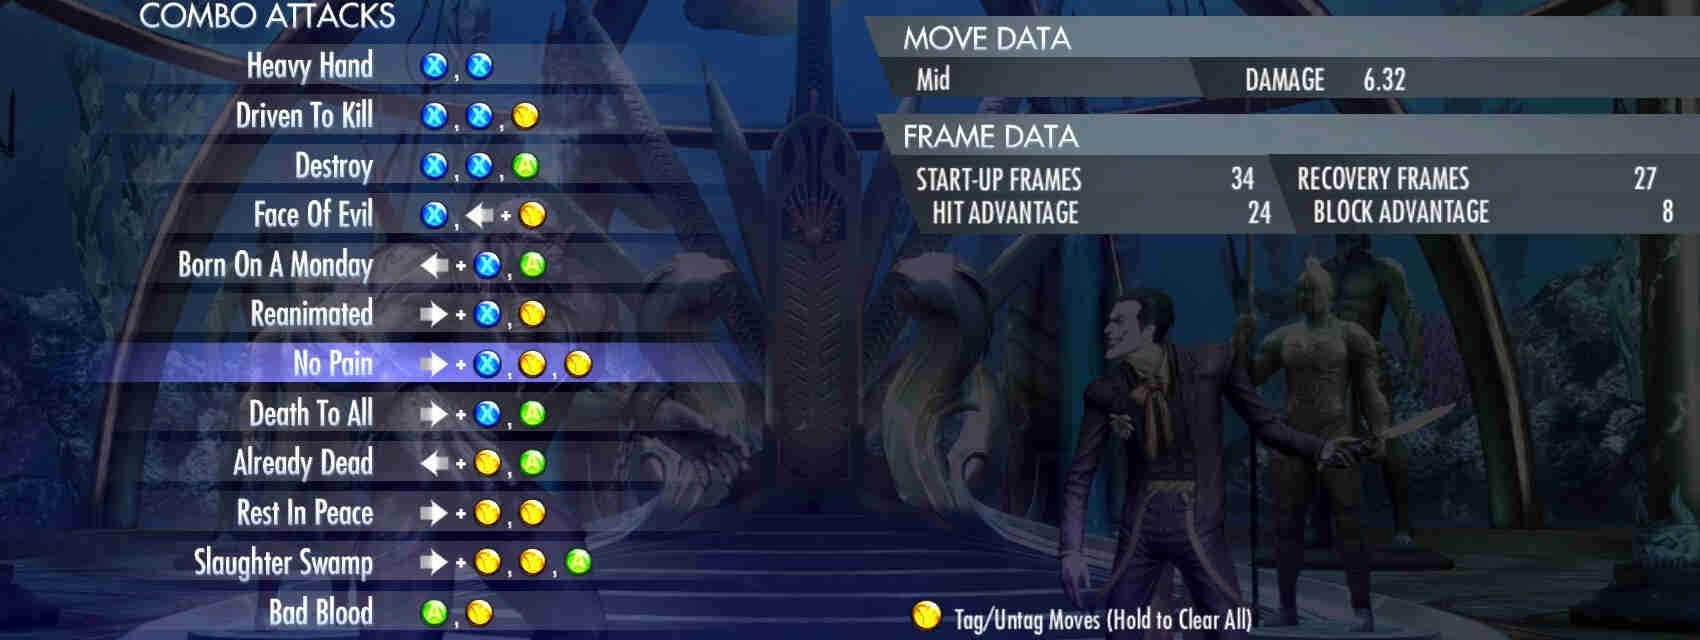 COMBO ATTACKS
Heavy Hand X, X
Driven To Kill X, X, Y
Destroy X, X, A
Face Of Evil X, ← + Y
Born On A Monday ← + X, A
Reanimated → + X, Y
No Pain → + X, Y, Y
Death To All → + X, A
Already Dead ← + Y, A
Rest In Peace → + Y, Y
Slaughter Swamp → + Y, Y, A
Bad Blood A, Y
MOVE DATA
Mid DAMAGE 6.32
FRAME DATA
START-UP FRAMES 34 RECOVERY FRAMES 27
HIT ADVANTAGE 24 BLOCK ADVANTAGE 8
Y Tag/Untag Moves (Hold to Clear All)